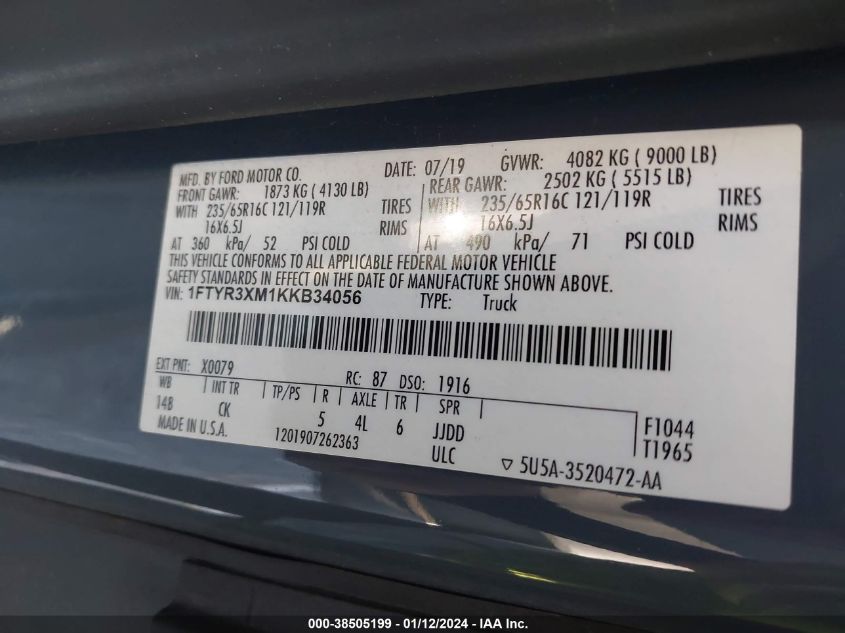 MFD. BY FORD MOTOR CO. DATE: 07/19 GVWR: 4082 KG ( 9000 LB)
FRONT GAWR: 1873 KG ( 4130 LB) REAR GAWR: 2502 KG ( 5515 LB)
WITH 235/65R16C 121/119R TIRES WITH 235/65R16C 121/119R TIRES
16X6.5J RIMS 16X6.5J RIMS
AT 360 kPa/ 52 PSI COLD AT 490 kPa/ 71 PSI COLD
THIS VEHICLE CONFORMS TO ALL APPLICABLE FEDERAL MOTOR VEHICLE
SAFETY STANDARDS IN EFFECT ON THE DATE OF MANUFACTURE SHOWN ABOVE.
VIN: 1FTYR3XM1KKB34056 TYPE: Truck
EXT PNT: X0079 RC: 87 DSO: 1916
WB INT TR TP/PS R AXLE TR SPR
148 CK 5 4L 6 JJDD F1044
MADE IN U.S.A. 1201907262363 ULC T1965
▽ 5U5A-3520472-AA
000-38505199 - 01/12/2024 - IAA Inc.